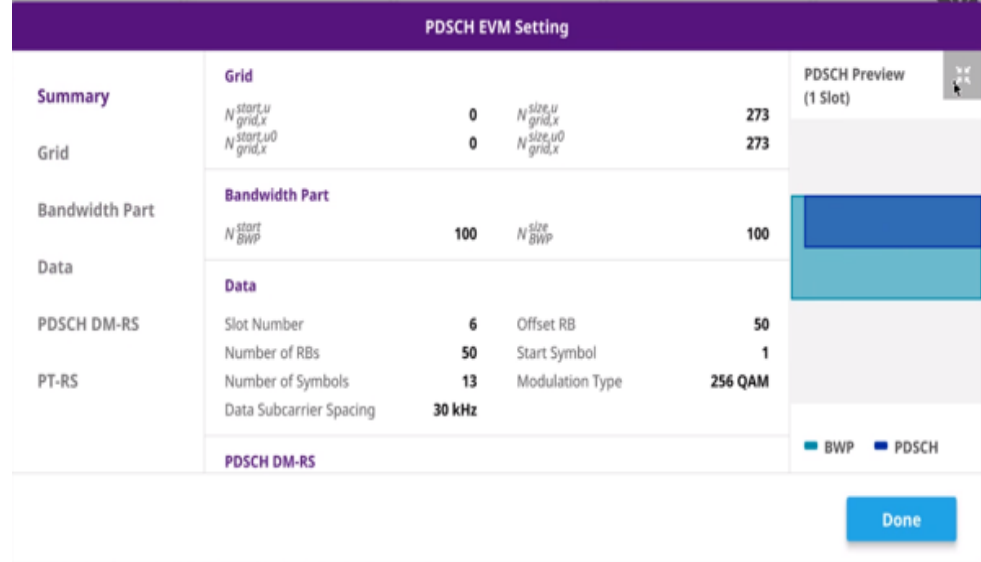 PDSCH EVM Setting
Summary
Grid
Bandwidth Part
Data
PDSCH DM-RS
PT-RS
Grid
N start,u grid,x 0 N size,u grid,x 273
N start,u0 grid,x 0 N size,u0 grid,x 273
Bandwidth Part
N start BWP 100 N size BWP 100
Data
Slot Number 6 Offset RB 50
Number of RBs 50 Start Symbol 1
Number of Symbols 13 Modulation Type 256 QAM
Data Subcarrier Spacing 30 kHz
PDSCH DM-RS
PDSCH Preview
(1 Slot)
BWP PDSCH
Done